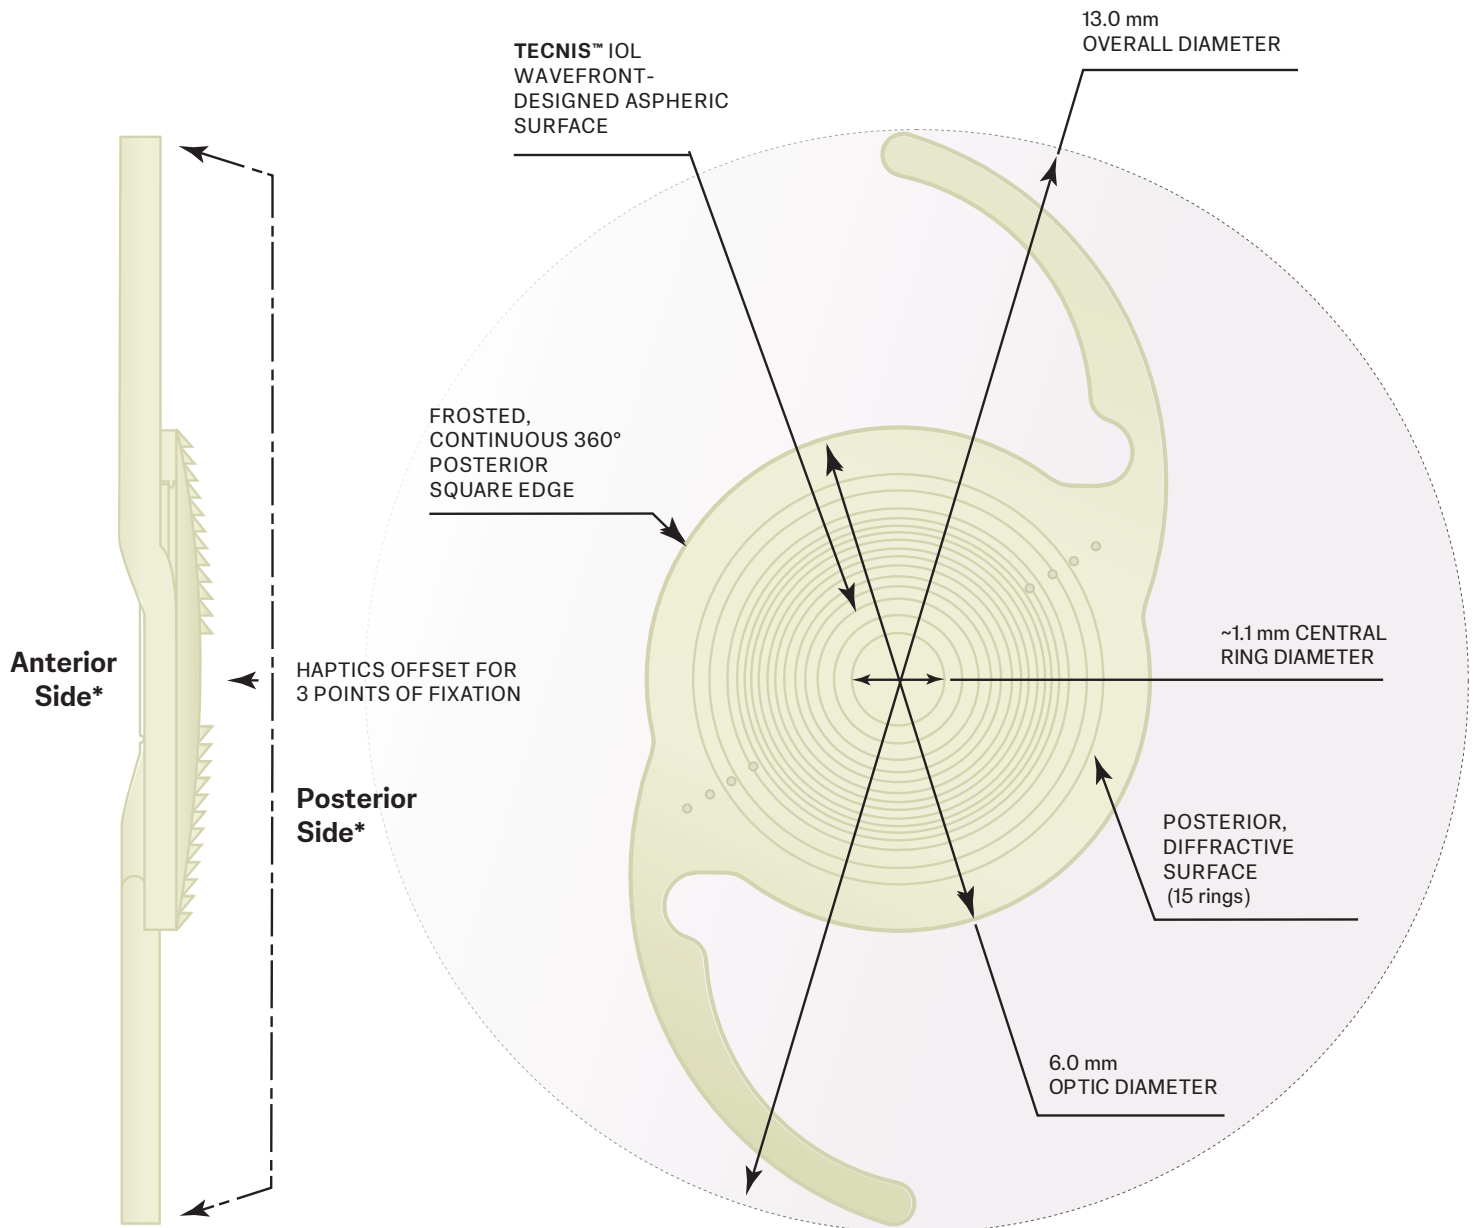 13.0 mm
OVERALL DIAMETER
TECNIS™ IOL
WAVEFRONT-
DESIGNED ASPHERIC
SURFACE
FROSTED,
CONTINUOUS 360°
POSTERIOR
SQUARE EDGE
~1.1 mm CENTRAL
RING DIAMETER
Anterior
Side*
HAPTICS OFFSET FOR
3 POINTS OF FIXATION
Posterior
Side*
POSTERIOR,
DIFFRACTIVE
SURFACE
(15 rings)
6.0 mm
OPTIC DIAMETER